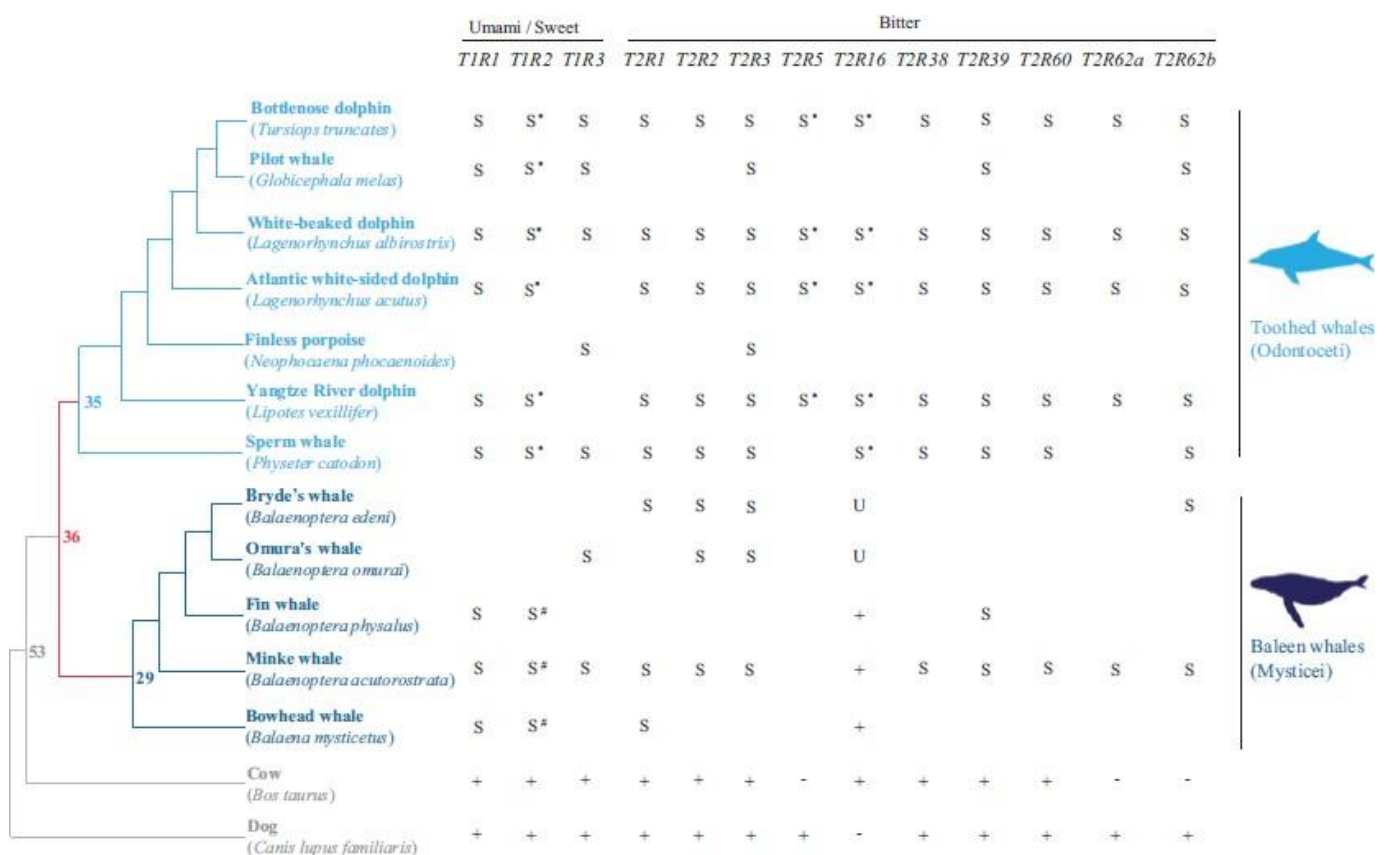 Umami / Sweet Bitter
T1R1 T1R2 T1R3 T2R1 T2R2 T2R3 T2R5 T2R16 T2R38 T2R39 T2R60 T2R62a T2R62b
Bottlenose dolphin
(Tursiops truncates) S S* S S S S S* S* S S S S S
Pilot whale
(Globicephala melas) S S* S S S S
White-beaked dolphin
(Lagenorhynchus albirostris) S S* S S S S S* S* S S S S S
Atlantic white-sided dolphin
(Lagenorhynchus acutus) S S* S S S S* S* S S S S S
Finless porpoise
(Neophocaena phocaenoides) S S
Yangtze River dolphin
(Lipotes vexillifer) S S* S S S S* S* S S S S S
Sperm whale
(Physeter catodon) S S* S S S S S* S S S S
Bryde's whale
(Balaenoptera edeni) S S S U S
Omura's whale
(Balaenoptera omurai) S S S U
Fin whale
(Balaenoptera physalus) S S# + S
Minke whale
(Balaenoptera acutorostrata) S S# S S S S + S S S S S
Bowhead whale
(Balaena mysticetus) S S# S +
Cow
(Bos taurus) + + + + + + - + + + + - -
Dog
(Canis lupus familiaris) + + + + + + + - + + + + +
35
36
53
29
Toothed whales
(Odontoceti)
Baleen whales
(Mysticei)